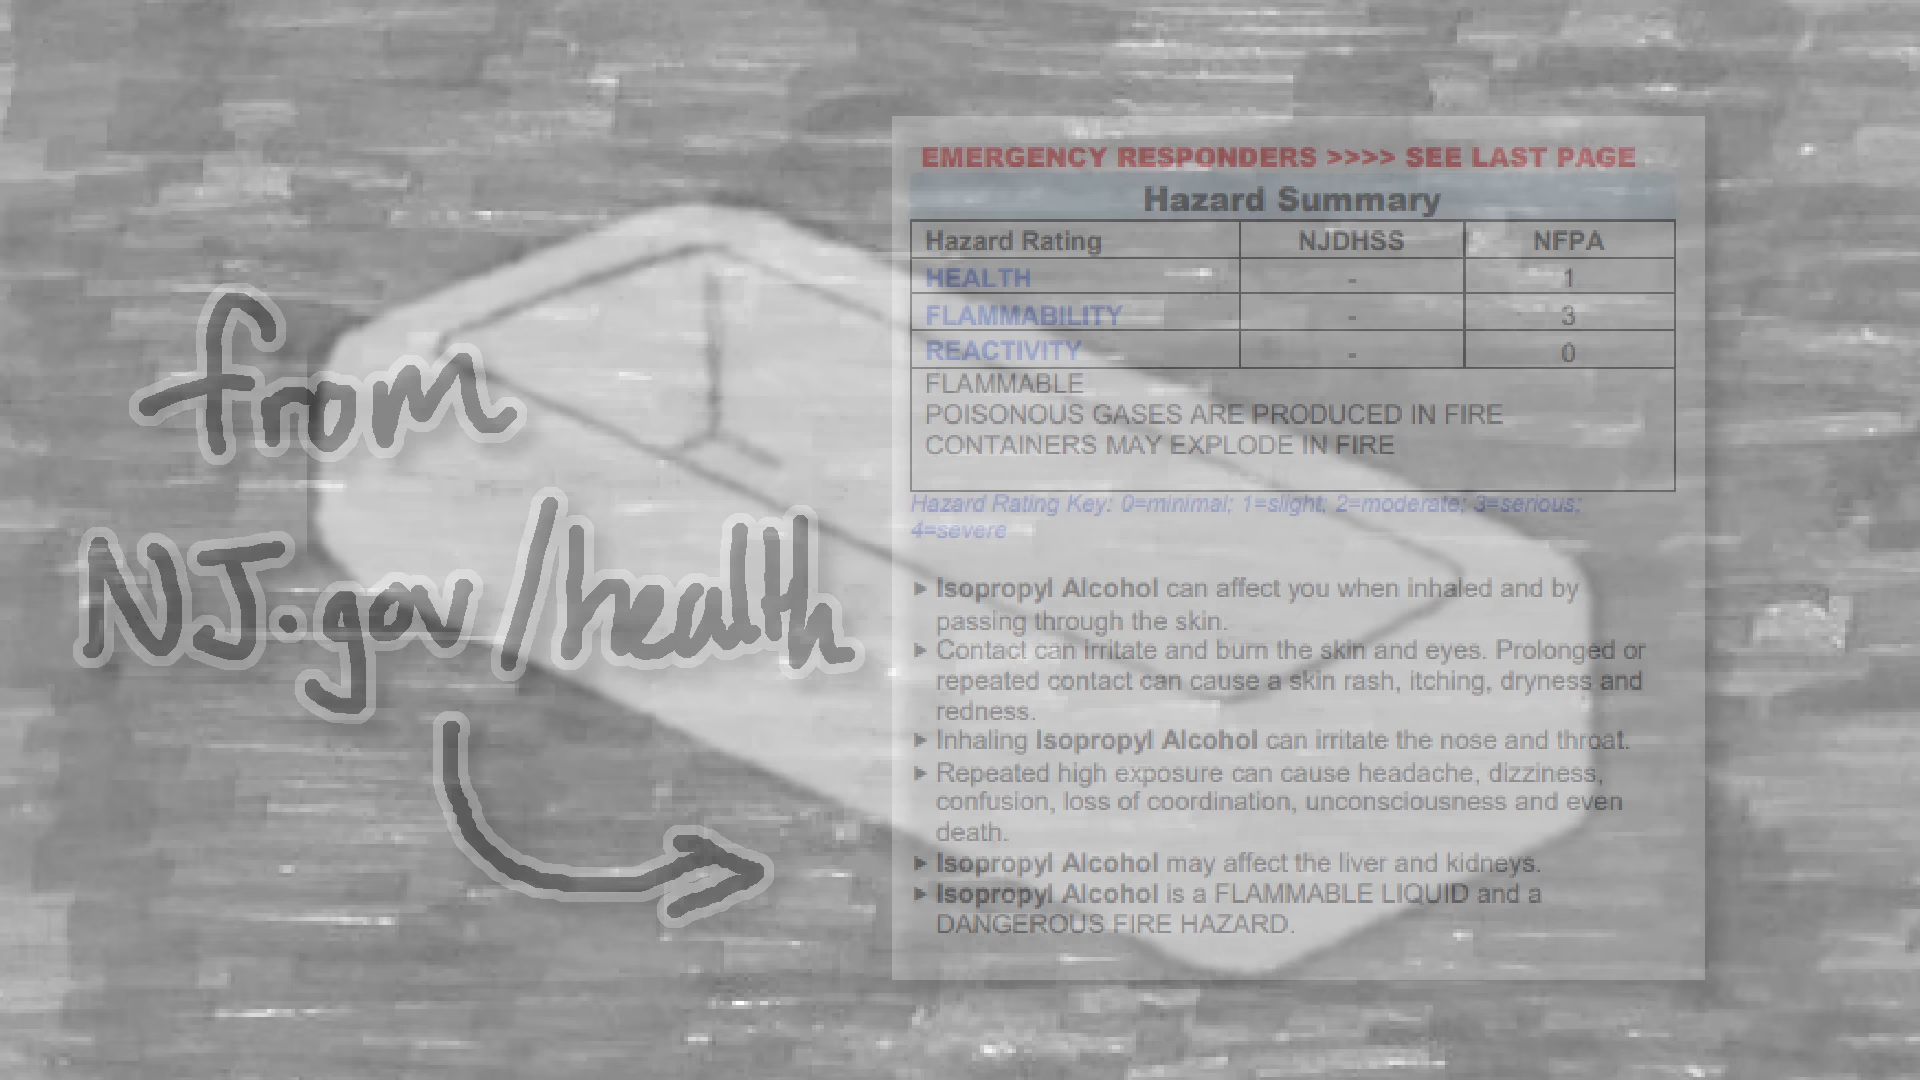 from
NJ.gov/health
EMERGENCY RESPONDERS >>>> SEE LAST PAGE
Hazard Summary
Hazard Rating NJDHSS NFPA
HEALTH - 1
FLAMMABILITY - 3
REACTIVITY - 0
FLAMMABLE
POISONOUS GASES ARE PRODUCED IN FIRE
CONTAINERS MAY EXPLODE IN FIRE
Hazard Rating Key: 0=minimal; 1=slight; 2=moderate; 3=serious;
4=severe
▶ Isopropyl Alcohol can affect you when inhaled and by
passing through the skin.
▶ Contact can irritate and burn the skin and eyes. Prolonged or
repeated contact can cause a skin rash, itching, dryness and
redness.
▶ Inhaling Isopropyl Alcohol can irritate the nose and throat.
▶ Repeated high exposure can cause headache, dizziness,
confusion, loss of coordination, unconsciousness and even
death.
▶ Isopropyl Alcohol may affect the liver and kidneys.
▶ Isopropyl Alcohol is a FLAMMABLE LIQUID and a
DANGEROUS FIRE HAZARD.